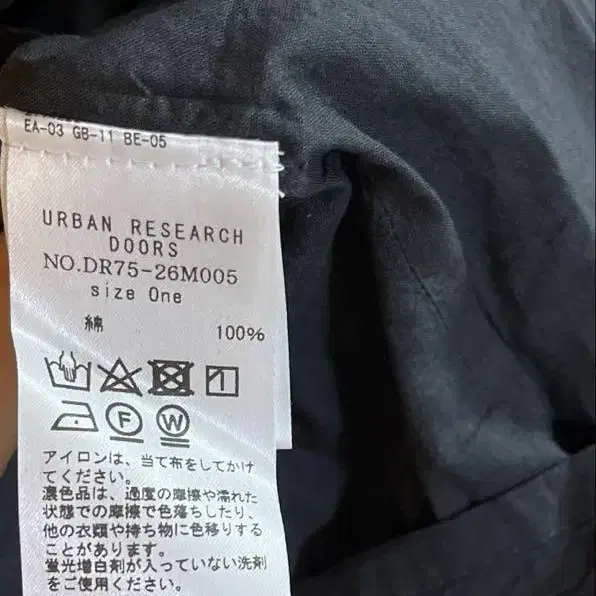 EA-03 GB-11 BE-05
URBAN RESEARCH
DOORS
NO.DR75-26M005
size One
綿 100%
F W
アイロンは、当て布をしてかけ
てください。
濃色品は、過度の摩擦や濡れた
状態での摩擦で色落ちしたり、
他の衣類や持ち物に色移りする
ことがあります。
蛍光増白剤が入っていない洗剤
をご使用ください。